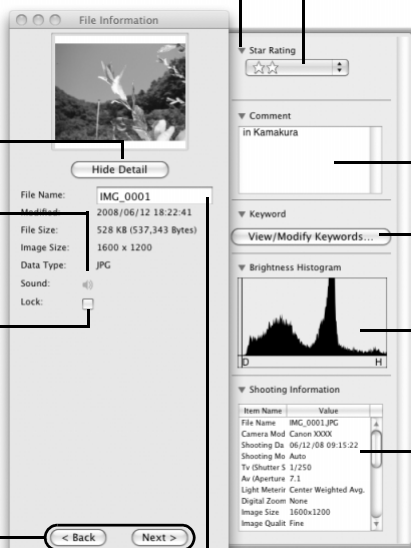 File Information
Hide Detail
File Name: IMG_0001
Modified: 2008/06/12 18:22:41
File Size: 528 KB (537,343 Bytes)
Image Size: 1600 x 1200
Data Type: JPG
Sound:
Lock:
< Back Next >
Star Rating
Comment
in Kamakura
Keyword
View/Modify Keywords...
Brightness Histogram
D H
Shooting Information
Item Name Value
File Name IMG_0001.JPG
Camera Mod Canon XXXX
Shooting Da 06/12/08 09:15:22
Shooting Mo Auto
Tv (Shutter S 1/250
Av (Aperture 7.1
Light Meterir Center Weighted Avg.
Digital Zoom None
Image Size 1600x1200
Image Qualit Fine